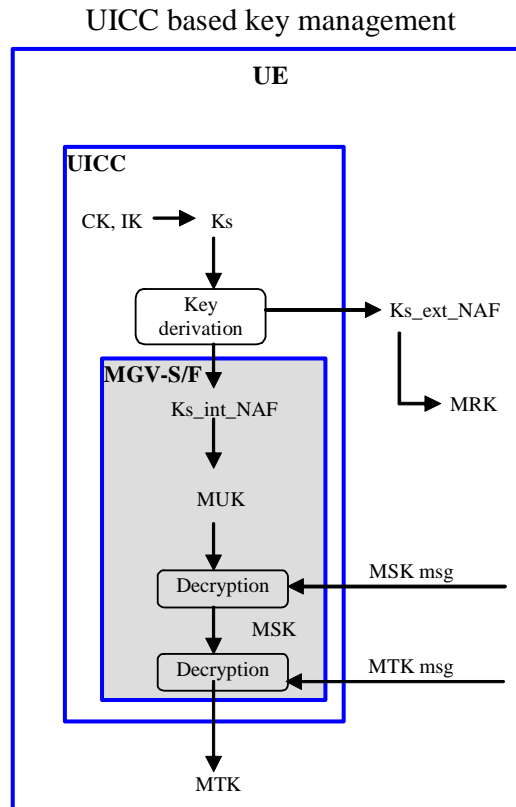 UICC based key management
UE
UICC
CK, IK
Ks
Key
derivation
Ks_ext_NAF
MGV-S/F
Ks_int_NAF
MRK
MUK
MSK msg
Decryption
MSK
MTK msg
Decryption
MTK